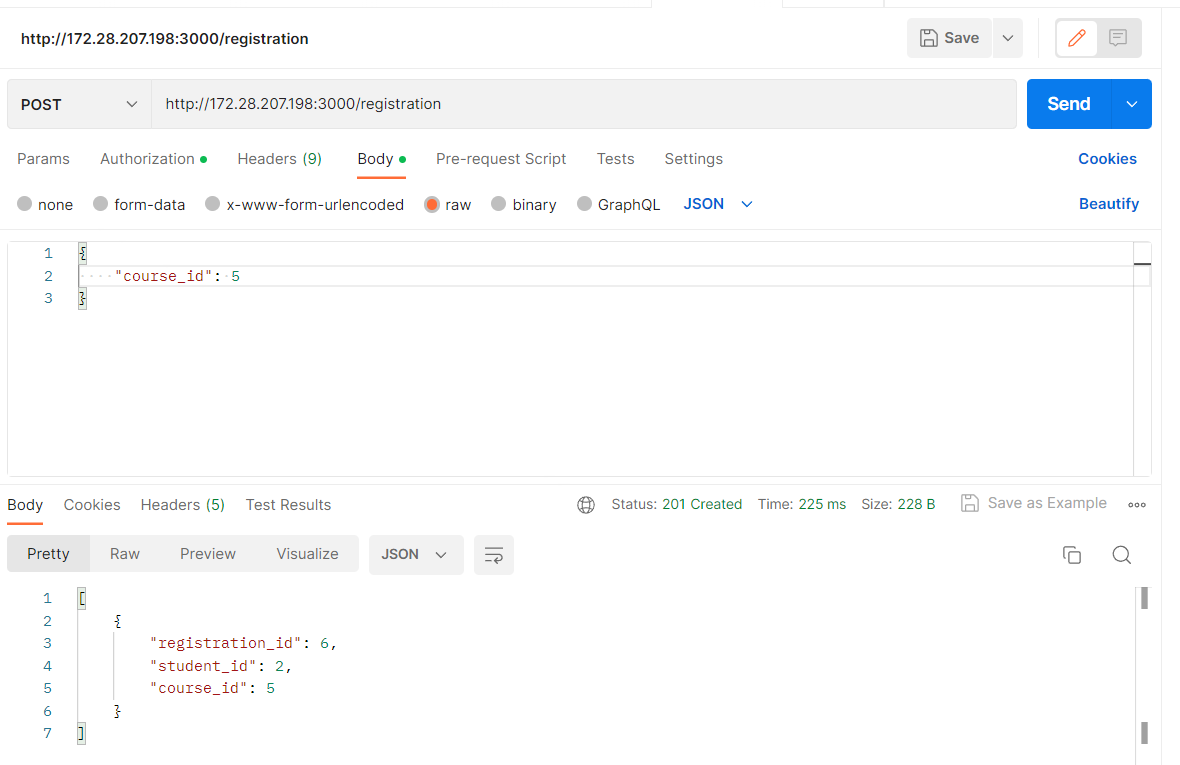 http://172.28.207.198:3000/registration Save
POST http://172.28.207.198:3000/registration Send
Params Authorization Headers (9) Body Pre-request Script Tests Settings Cookies
none form-data x-www-form-urlencoded raw binary GraphQL JSON Beautify
1 {
2 "course_id": 5
3 }
Body Cookies Headers (5) Test Results Status: 201 Created Time: 225 ms Size: 228 B Save as Example
Pretty Raw Preview Visualize JSON
1 [
2 {
3 "registration_id": 6,
4 "student_id": 2,
5 "course_id": 5
6 }
7 ]